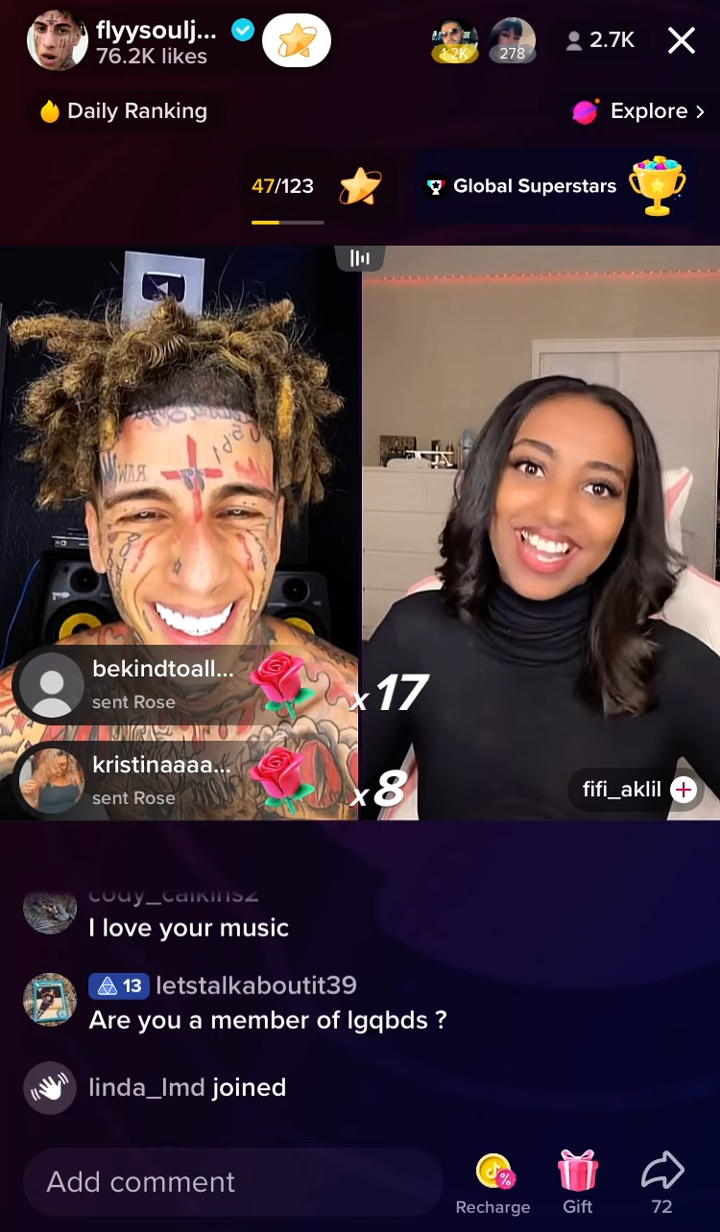 flyysoulj...
76.2K likes
1.2K
278
2.7K
Daily Ranking
Explore >
47/123
Global Superstars
RAW
bekindtoall...
sent Rose
x17
kristinaaaa...
sent Rose
x8
fifi_aklil
cody_calkins2
I love your music
13 letstalkaboutit39
Are you a member of lgqbds ?
linda_lmd joined
Add comment
Recharge
Gift
72